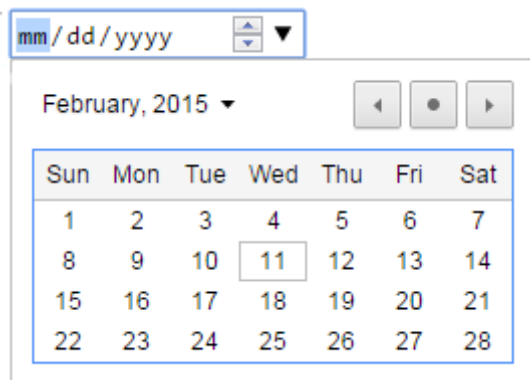 mm/dd/yyyy
February, 2015
Sun Mon Tue Wed Thu Fri Sat
1 2 3 4 5 6 7
8 9 10 11 12 13 14
15 16 17 18 19 20 21
22 23 24 25 26 27 28